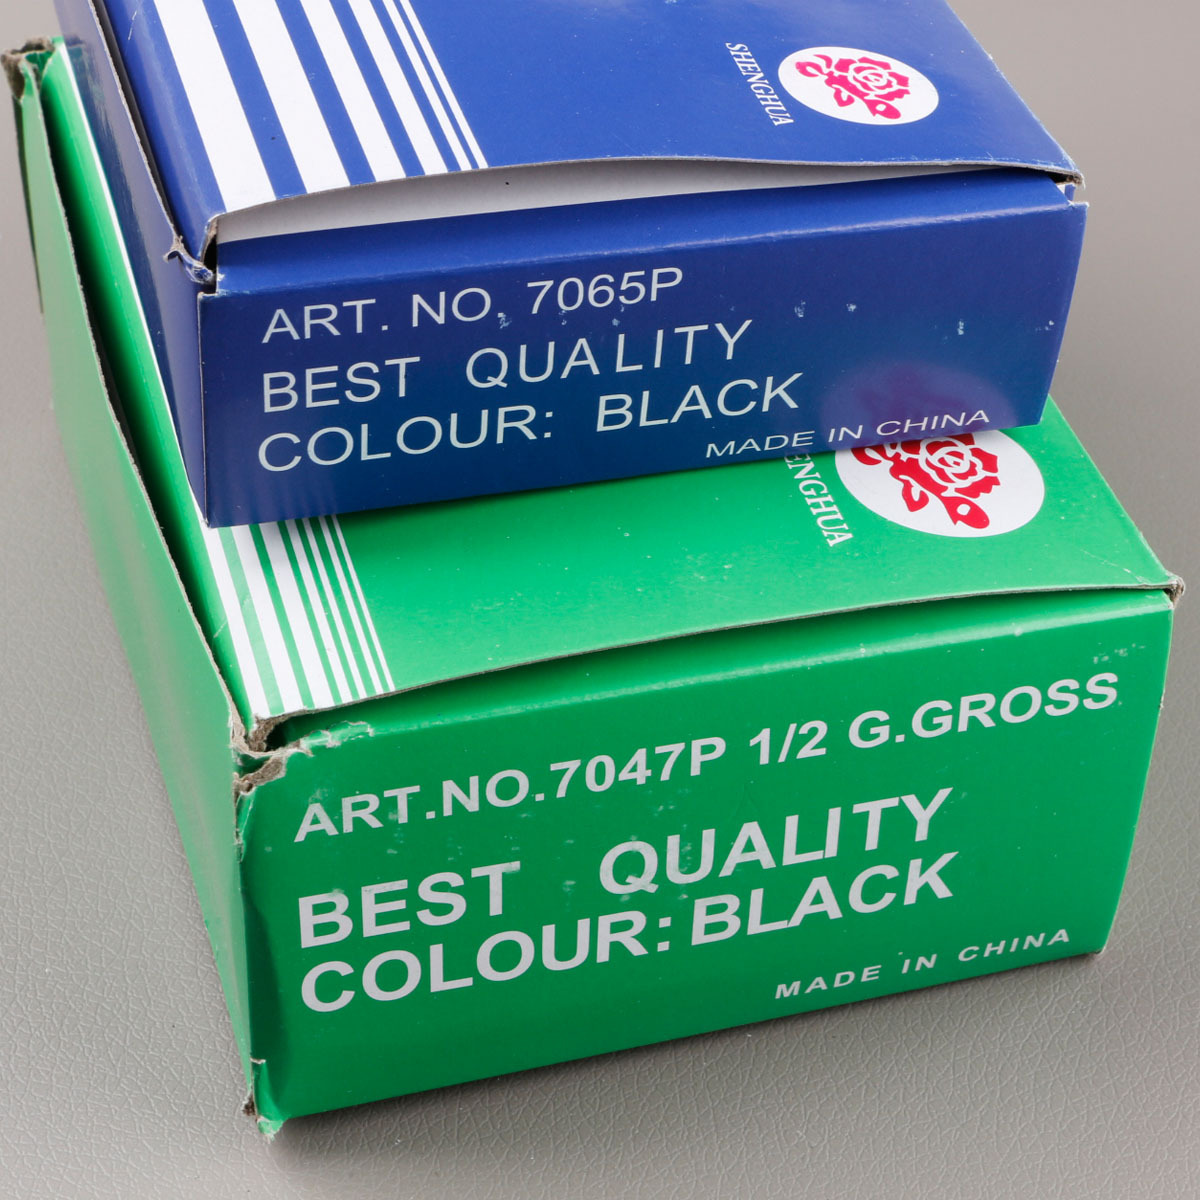 SHENGHUA
ART. NO. 7065P
BEST QUALITY
COLOUR: BLACK
MADE IN CHINA
ENGHUA
ART.NO.7047P 1/2 G.GROSS
BEST QUALITY
COLOUR:BLACK
MADE IN CHINA